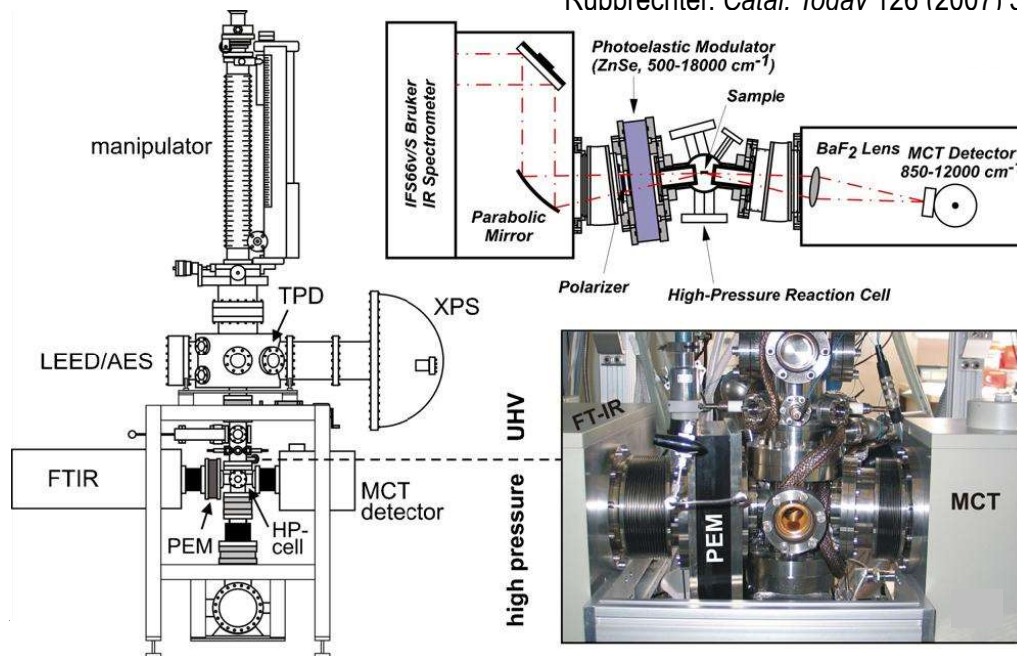 Rupprechter. Catal. Today 126 (2007)
manipulator
TPD
XPS
LEED/AES
FTIR
PEM
HP-
cell
MCT
detector
UHV
high pressure
IFS66v/S Bruker
IR Spectrometer
Photoelastic Modulator
(ZnSe, 500-18000 cm-1)
Sample
BaF2 Lens
MCT Detector
850-12000 cm-1
Parabolic
Mirror
Polarizer
High-Pressure Reaction Cell
FT-IR
PEM
MCT